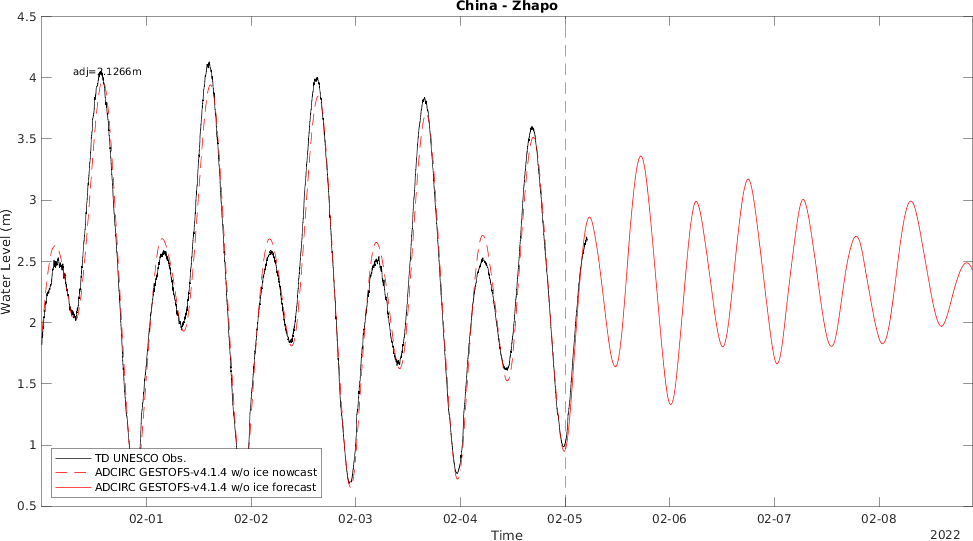 China - Zhapo
4.5
4
3.5
3
2.5
2
1.5
1
0.5
Water Level (m)
adj=2.1266m
TD UNESCO Obs.
ADCIRC GESTOFS-v4.1.4 w/o ice nowcast
ADCIRC GESTOFS-v4.1.4 w/o ice forecast
02-01 02-02 02-03 02-04 02-05 02-06 02-07 02-08
Time
2022